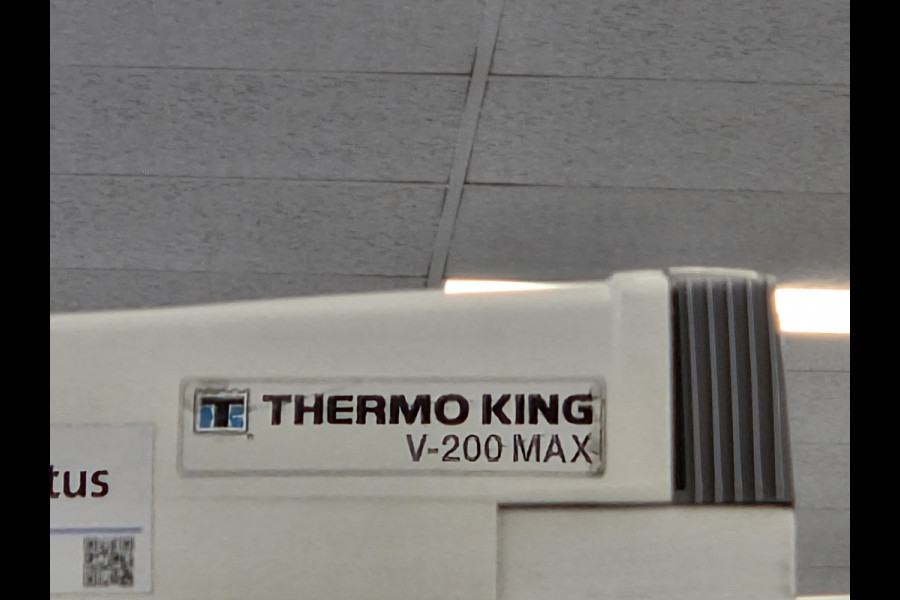 THERMO KING
V-200 MAX
tus